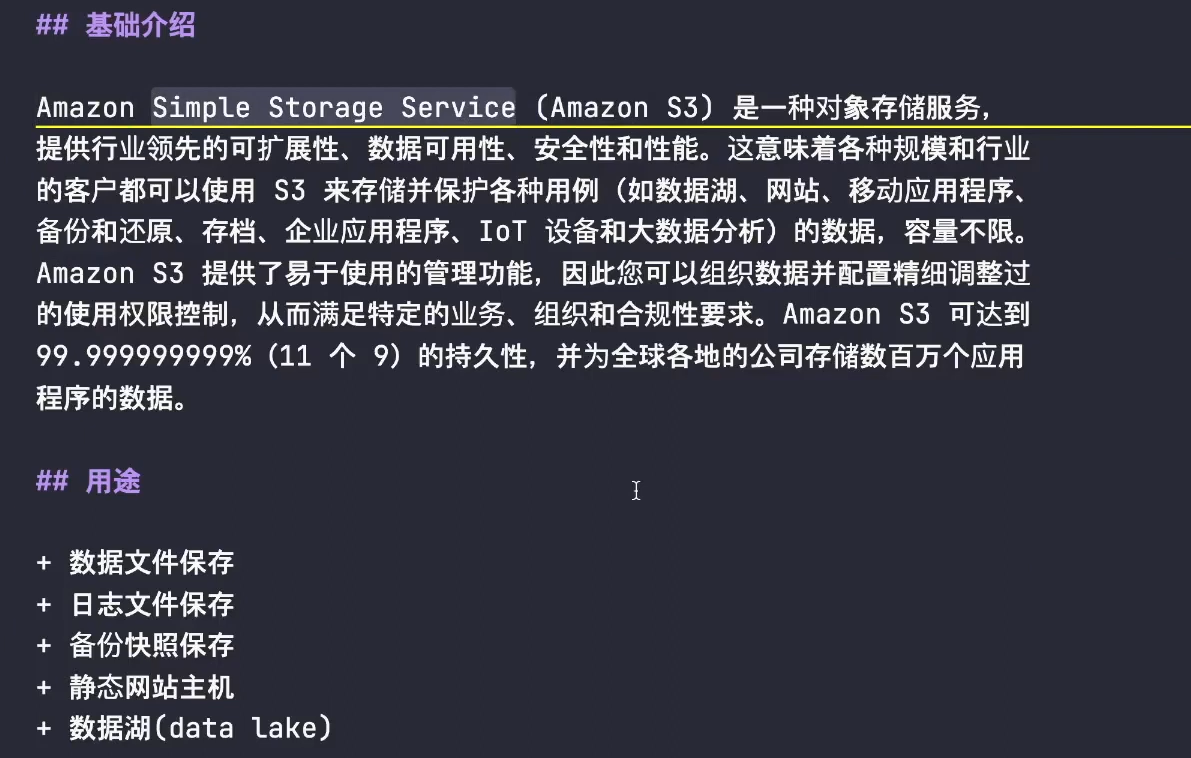 ## 基础介绍
Amazon Simple Storage Service (Amazon S3) 是一种对象存储服务，
提供行业领先的可扩展性、数据可用性、安全性和性能。这意味着各种规模和行业
的客户都可以使用 S3 来存储并保护各种用例（如数据湖、网站、移动应用程序、
备份和还原、存档、企业应用程序、IoT 设备和大数据分析）的数据，容量不限。
Amazon S3 提供了易于使用的管理功能，因此您可以组织数据并配置精细调整过
的使用权限控制，从而满足特定的业务、组织和合规性要求。Amazon S3 可达到
99.999999999%（11 个 9）的持久性，并为全球各地的公司存储数百万个应用
程序的数据。
## 用途
+ 数据文件保存
+ 日志文件保存
+ 备份快照保存
+ 静态网站主机
+ 数据湖(data lake)